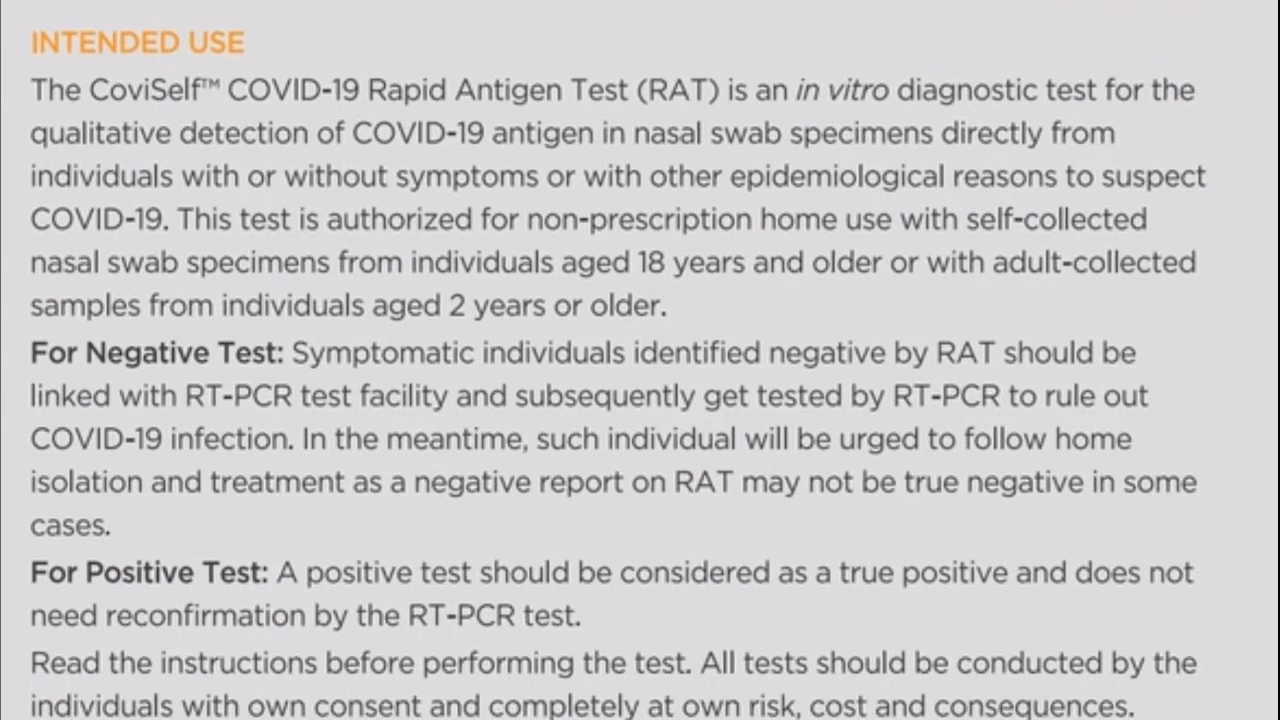 INTENDED USE
The CoviSelf™ COVID-19 Rapid Antigen Test (RAT) is an in vitro diagnostic test for the
qualitative detection of COVID-19 antigen in nasal swab specimens directly from
individuals with or without symptoms or with other epidemiological reasons to suspect
COVID-19. This test is authorized for non-prescription home use with self-collected
nasal swab specimens from individuals aged 18 years and older or with adult-collected
samples from individuals aged 2 years or older.
For Negative Test: Symptomatic individuals identified negative by RAT should be
linked with RT-PCR test facility and subsequently get tested by RT-PCR to rule out
COVID-19 infection. In the meantime, such individual will be urged to follow home
isolation and treatment as a negative report on RAT may not be true negative in some
cases.
For Positive Test: A positive test should be considered as a true positive and does not
need reconfirmation by the RT-PCR test.
Read the instructions before performing the test. All tests should be conducted by the
individuals with own consent and completely at own risk, cost and consequences.